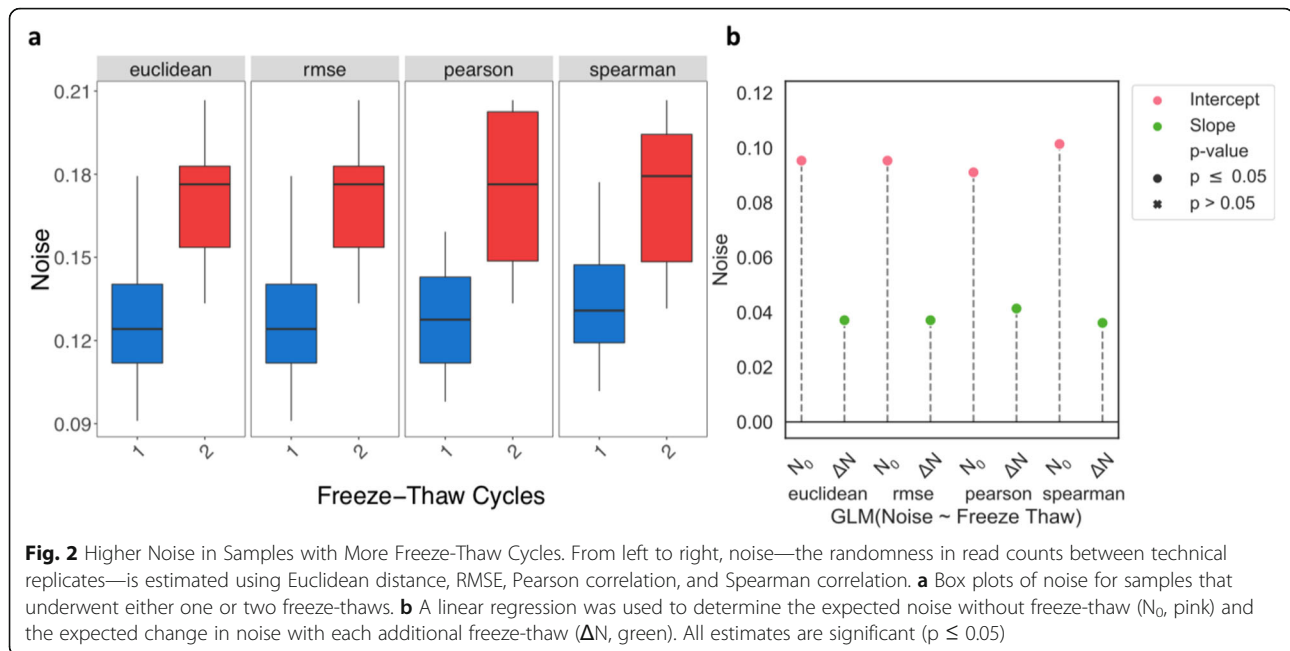 a
euclidean rmse pearson spearman
0.21
0.18
0.15
0.12
0.09
Noise
1 2 1 2 1 2 1 2
Freeze-Thaw Cycles
b
0.12
0.10
0.08
0.06
0.04
0.02
0.00
Noise
N₀ ΔN N₀ ΔN N₀ ΔN N₀ ΔN
euclidean rmse pearson spearman
GLM(Noise ~ Freeze Thaw)
Intercept
Slope
p-value
p ≤ 0.05
p > 0.05
Fig. 2 Higher Noise in Samples with More Freeze-Thaw Cycles. From left to right, noise—the randomness in read counts between technical
replicates—is estimated using Euclidean distance, RMSE, Pearson correlation, and Spearman correlation. a Box plots of noise for samples that
underwent either one or two freeze-thaws. b A linear regression was used to determine the expected noise without freeze-thaw (N₀, pink) and
the expected change in noise with each additional freeze-thaw (ΔN, green). All estimates are significant (p ≤ 0.05)